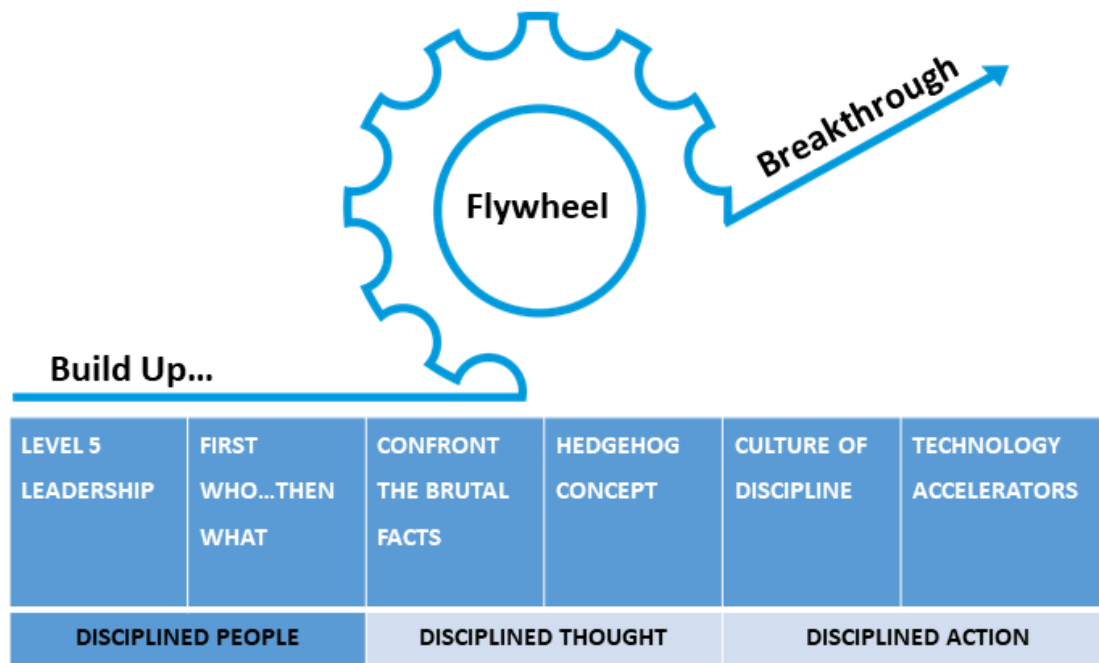 Breakthrough
Flywheel
Build Up...
LEVEL 5
LEADERSHIP
FIRST
WHO...THEN
WHAT
CONFRONT
THE BRUTAL
FACTS
HEDGEHOG
CONCEPT
CULTURE OF
DISCIPLINE
TECHNOLOGY
ACCELERATORS
DISCIPLINED PEOPLE
DISCIPLINED THOUGHT
DISCIPLINED ACTION